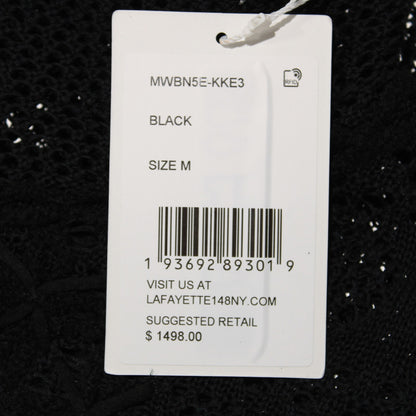 MWBN5E-KKE3
BLACK
SIZE M
1 93692 89301 9
VISIT US AT
LAFAYETTE148NY.COM
SUGGESTED RETAIL
$ 1498.00